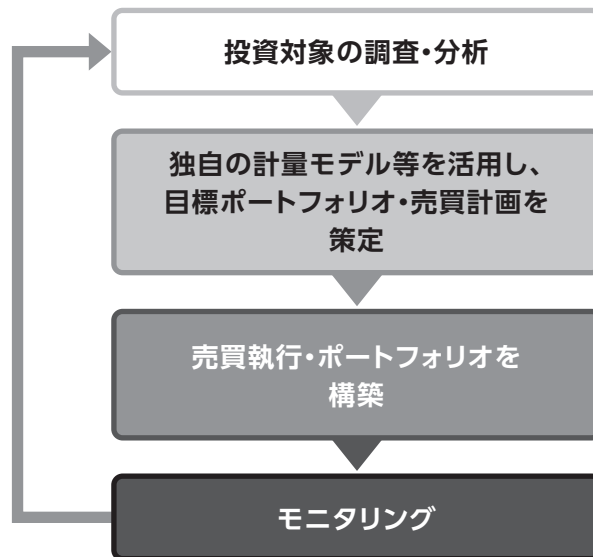 投資対象の調査・分析
独自の計量モデル等を活用し、
目標ポートフォリオ・売買計画を
策定
売買執行・ポートフォリオを
構築
モニタリング